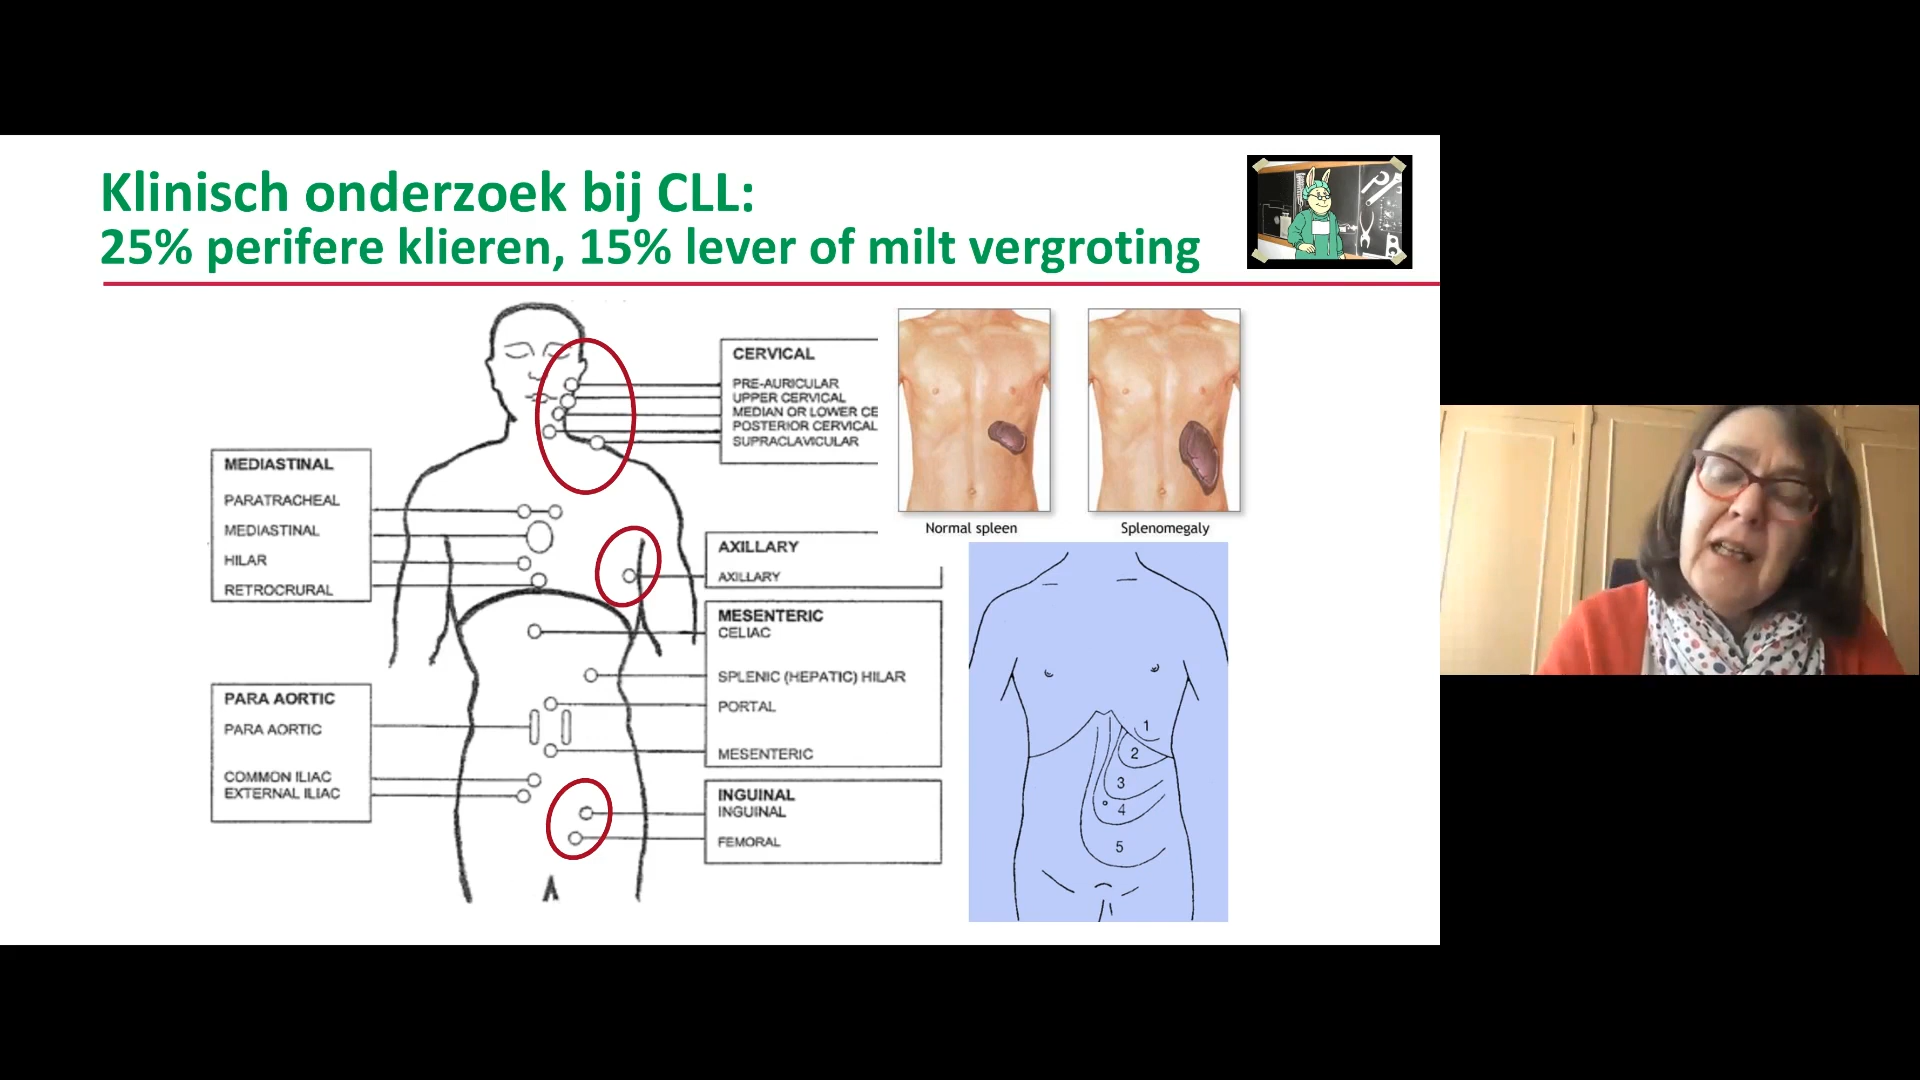 Klinisch onderzoek bij CLL:
25% perifere klieren, 15% lever of milt vergroting
CERVICAL
PRE-AURICULAR
UPPER CERVICAL
MEDIAN OR LOWER CE
POSTERIOR CERVICAL
SUPRACLAVICULAR
MEDIASTINAL
PARATRACHEAL
MEDIASTINAL
HILAR
RETROCRURAL
AXILLARY
AXILLARY
MESENTERIC
CELIAC
SPLENIC (HEPATIC) HILAR
PORTAL
MESENTERIC
PARA AORTIC
PARA AORTIC
COMMON ILIAC
EXTERNAL ILIAC
INGUINAL
INGUINAL
FEMORAL
A
Normal spleen
Splenomegaly
1
2
3
4
5